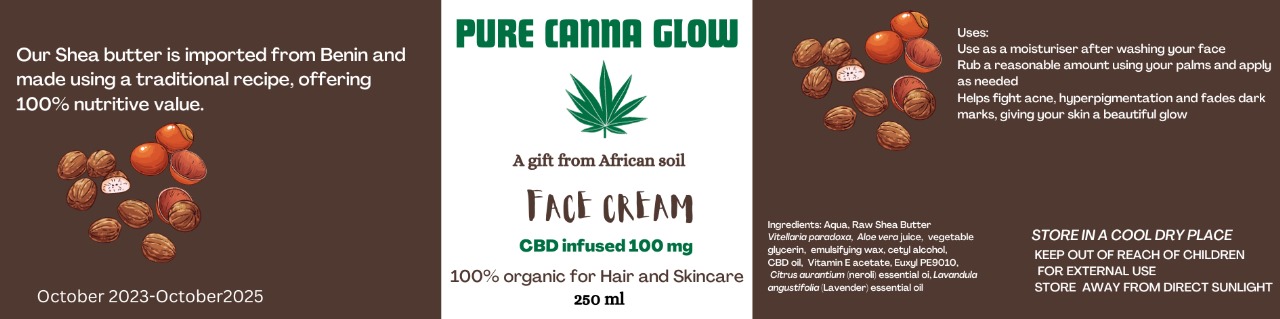 Our Shea butter is imported from Benin and
made using a traditional recipe, offering
100% nutritive value.
October 2023-October2025
PURE CANNA GLOW
A gift from African soil
FACE CREAM
CBD infused 100 mg
100% organic for Hair and Skincare
250 ml
Uses:
Use as a moisturiser after washing your face
Rub a reasonable amount using your palms and apply
as needed
Helps fight acne, hyperpigmentation and fades dark
marks, giving your skin a beautiful glow
Ingredients: Aqua, Raw Shea Butter
Vitellaria paradoxa, Aloe vera juice, vegetable
glycerin, emulsifying wax, cetyl alcohol,
CBD oil, Vitamin E acetate, Euxyl PE9010,
Citrus aurantium (neroli) essential oi, Lavandula
angustifolia (Lavender) essential oil
STORE IN A COOL DRY PLACE
KEEP OUT OF REACH OF CHILDREN
FOR EXTERNAL USE
STORE AWAY FROM DIRECT SUNLIGHT